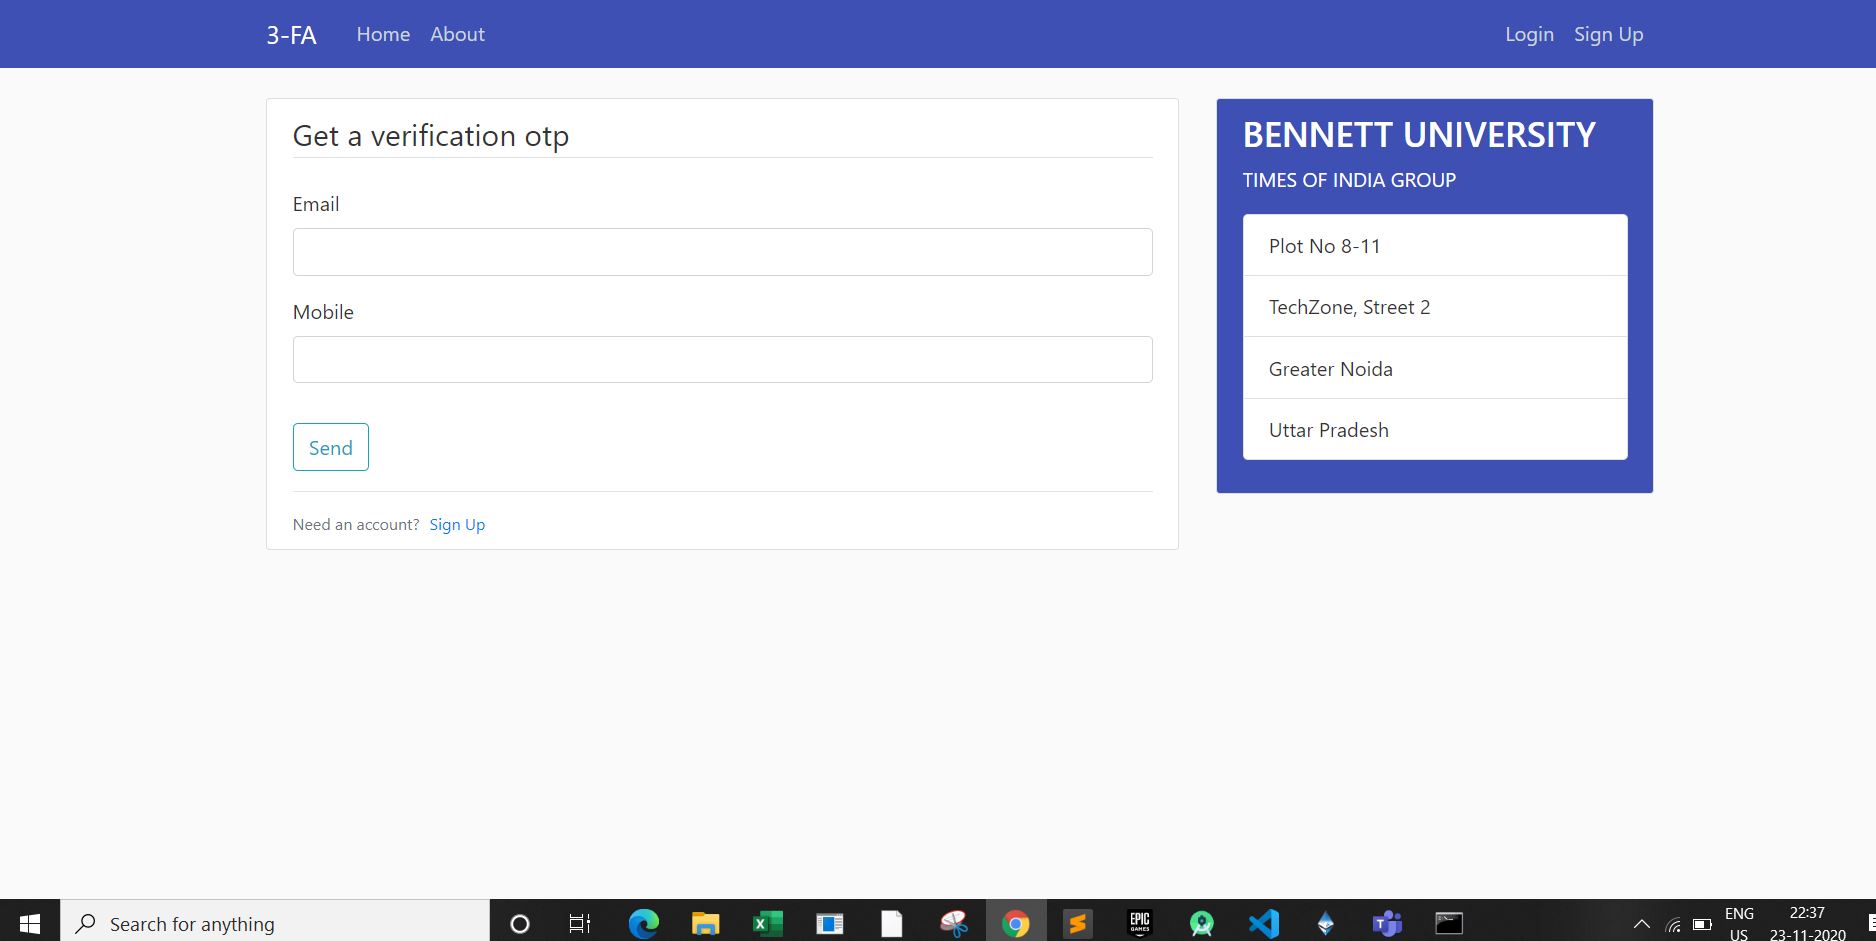 3-FA Home About Login Sign Up
Get a verification otp
Email
Mobile
Send
Need an account? Sign Up
BENNETT UNIVERSITY
TIMES OF INDIA GROUP
Plot No 8-11
TechZone, Street 2
Greater Noida
Uttar Pradesh
Search for anything
EPIC
GAMES
ENG
US
22:37
23-11-2020